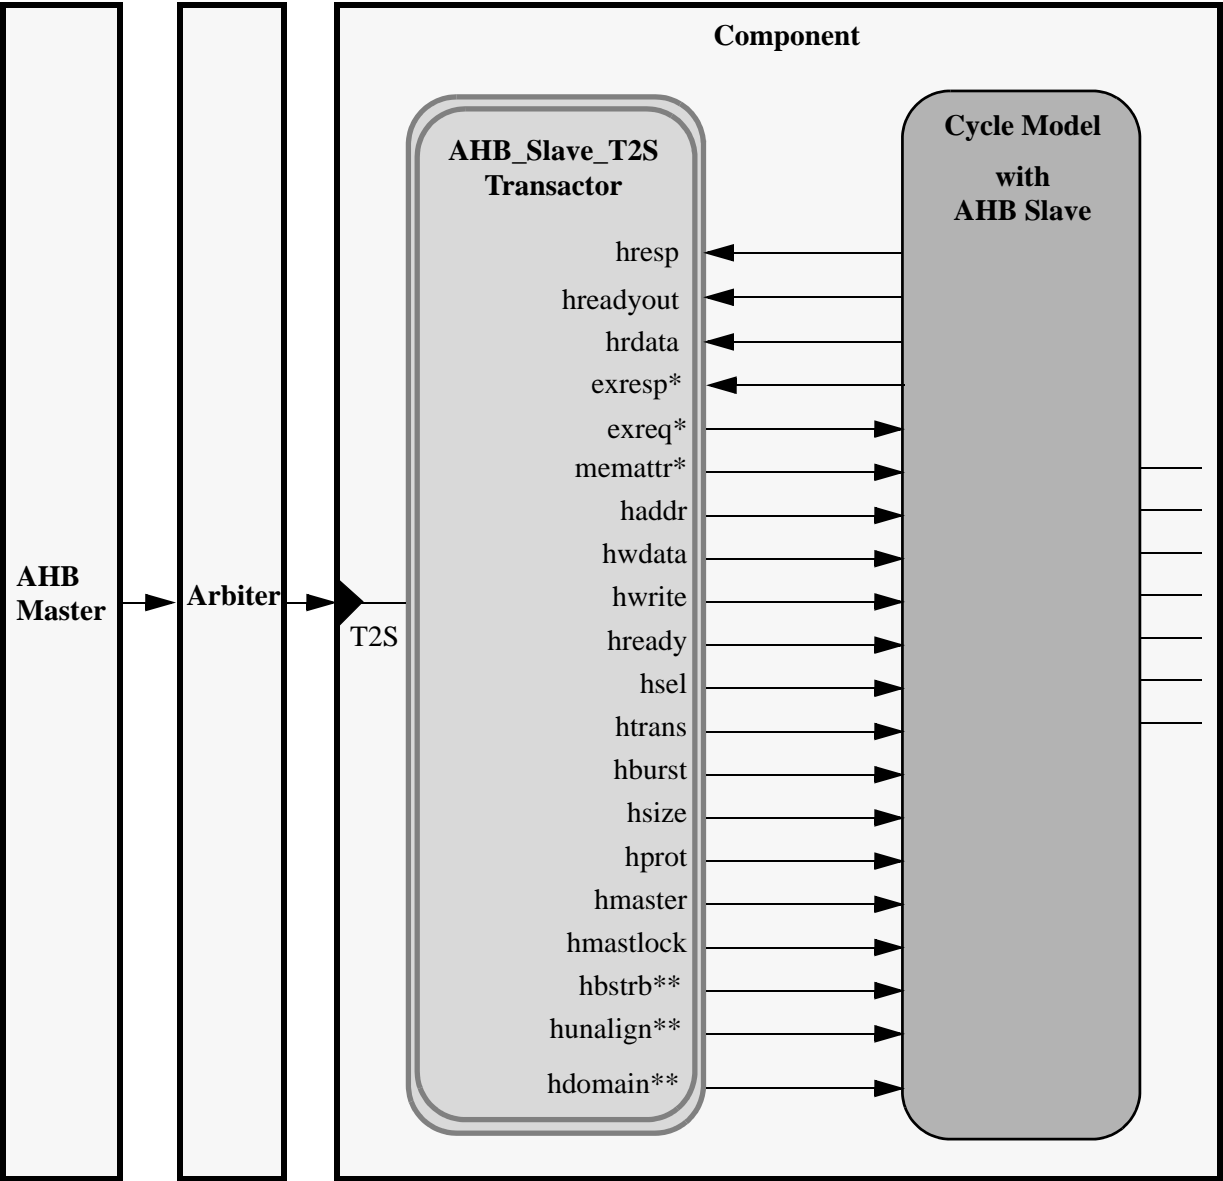 Component
AHB_Slave_T2S
Transactor
Cycle Model
with
AHB Slave
hresp
hreadyout
hrdata
exresp*
exreq*
memattr*
haddr
hwdata
hwrite
hready
hsel
htrans
hburst
hsize
hprot
hmaster
hmastlock
hbstrb**
hunalign**
hdomain**
AHB
Master
Arbiter
T2S